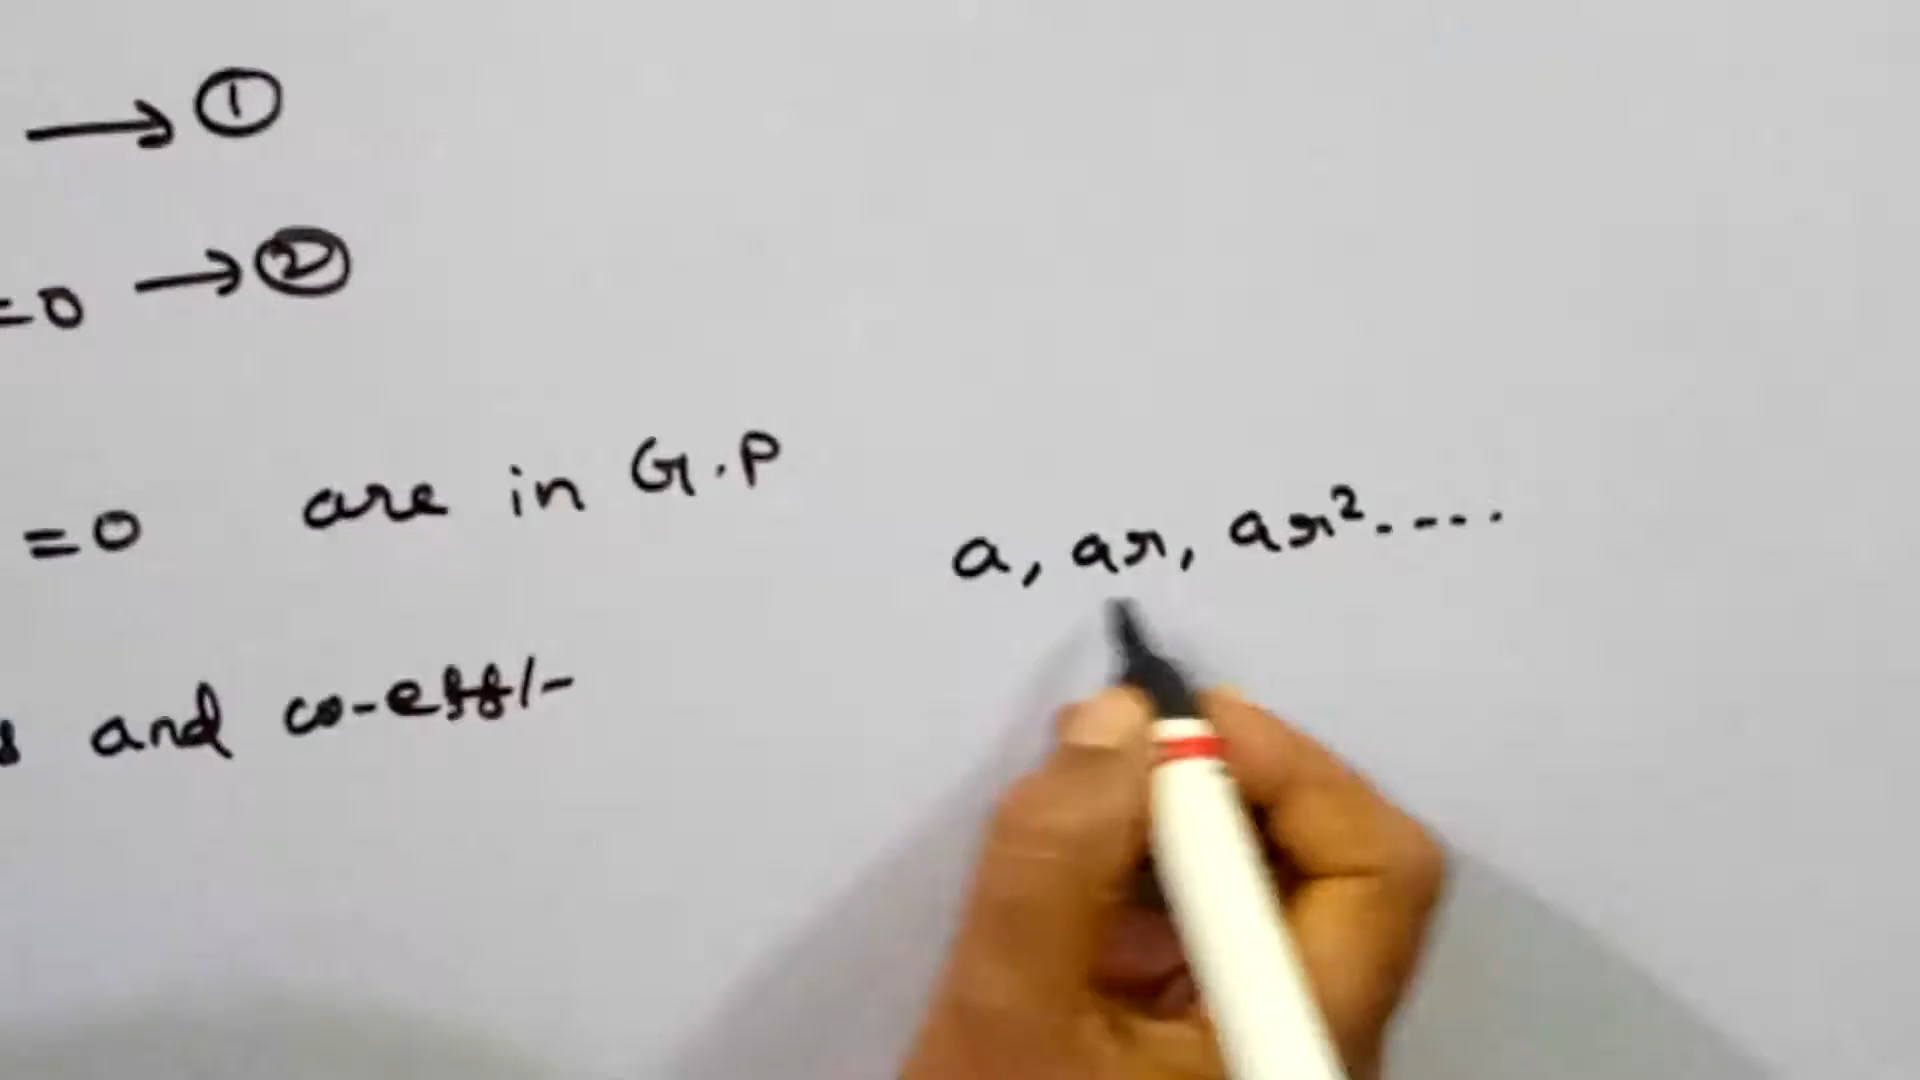 → ①
=0 → ②
=0 are in G.P
a, ar, ar².....
and co-eff/-